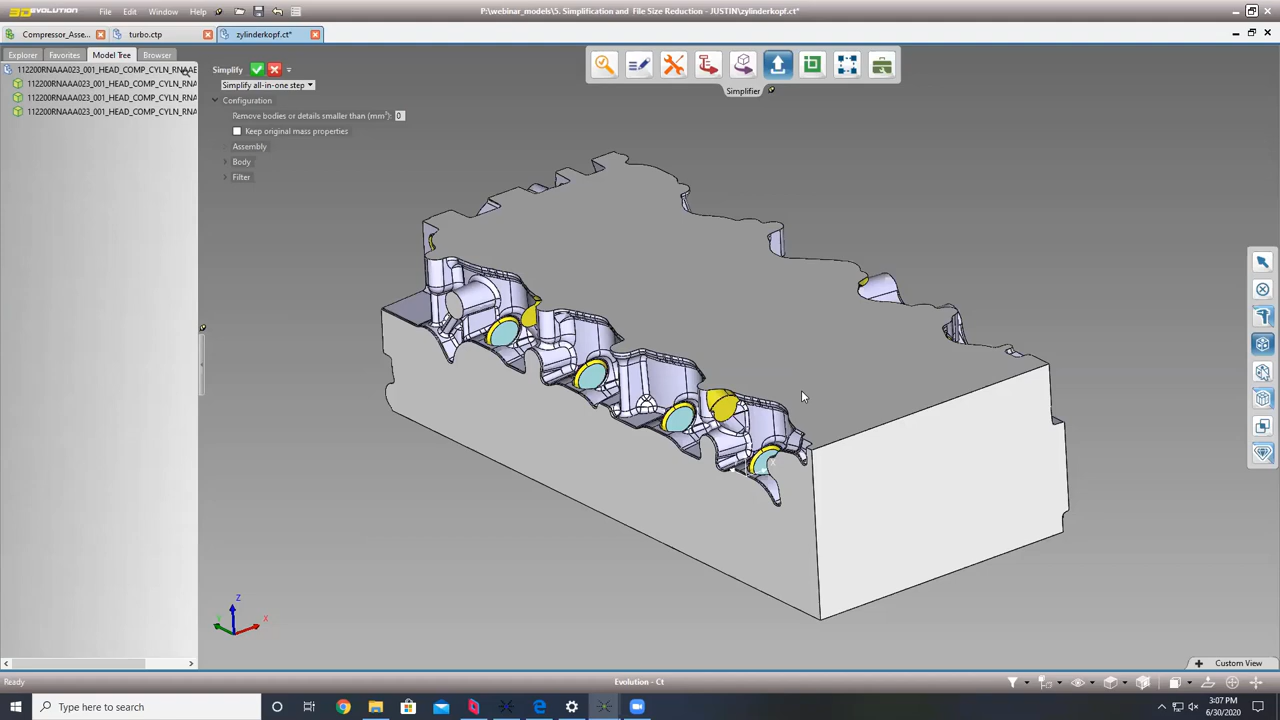 3D EVOLUTION File Edit Window Help P:\webinar_models\5. Simplification and File Size Reduction - JUSTIN\zylinderkopf.ct*
Compressor_Asse... turbo.ctp zylinderkopf.ct*
Explorer Favorites Model Tree Browser
112200RNAAA023_001_HEAD_COMP_CYLN_RNAAE
112200RNAAA023_001_HEAD_COMP_CYLN_RNA
112200RNAAA023_001_HEAD_COMP_CYLN_RNA
112200RNAAA023_001_HEAD_COMP_CYLN_RNA
Simplify
Simplify all-in-one step
Configuration
Remove bodies or details smaller than (mm³): 0
Keep original mass properties
Assembly
Body
Filter
Simplifier
Z
X
Custom View
Ready Evolution - Ct
Type here to search
3:07 PM
6/30/2020